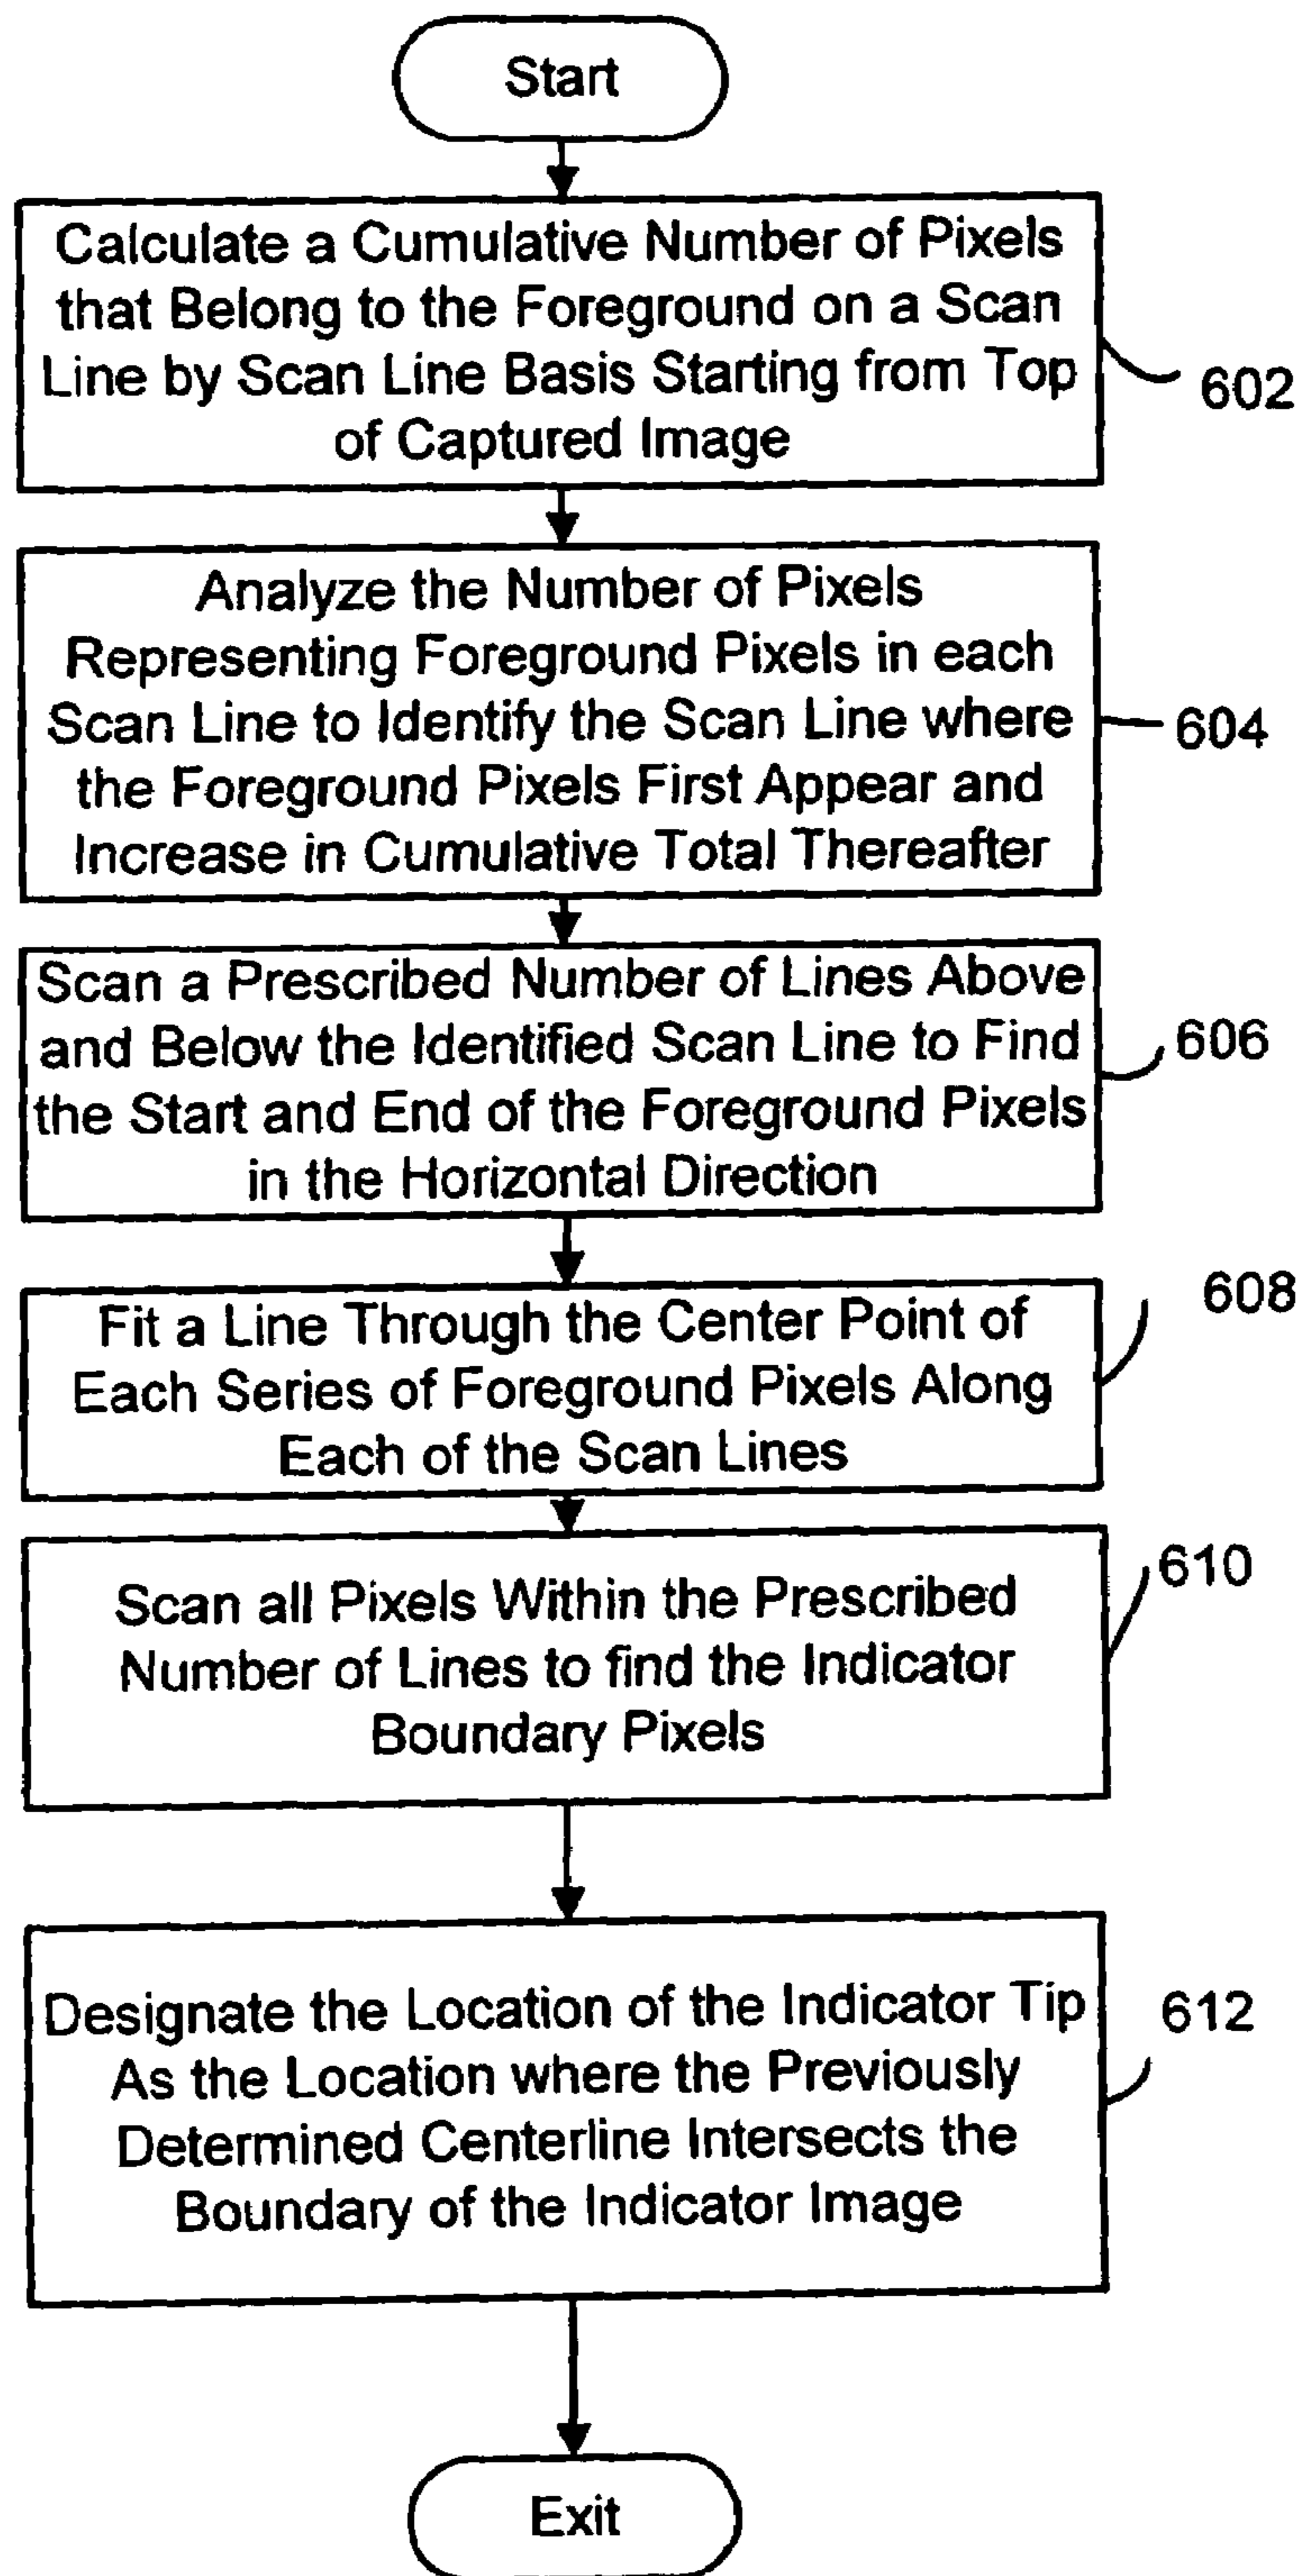 Start
Calculate a Cumulative Number of Pixels
that Belong to the Foreground on a Scan
Line by Scan Line Basis Starting from Top
of Captured Image
602
Analyze the Number of Pixels
Representing Foreground Pixels in each
Scan Line to Identify the Scan Line where
the Foreground Pixels First Appear and
Increase in Cumulative Total Thereafter
604
Scan a Prescribed Number of Lines Above
and Below the Identified Scan Line to Find
the Start and End of the Foreground Pixels
in the Horizontal Direction
606
Fit a Line Through the Center Point of
Each Series of Foreground Pixels Along
Each of the Scan Lines
608
Scan all Pixels Within the Prescribed
Number of Lines to find the Indicator
Boundary Pixels
610
Designate the Location of the Indicator Tip
As the Location where the Previously
Determined Centerline Intersects the
Boundary of the Indicator Image
612
Exit